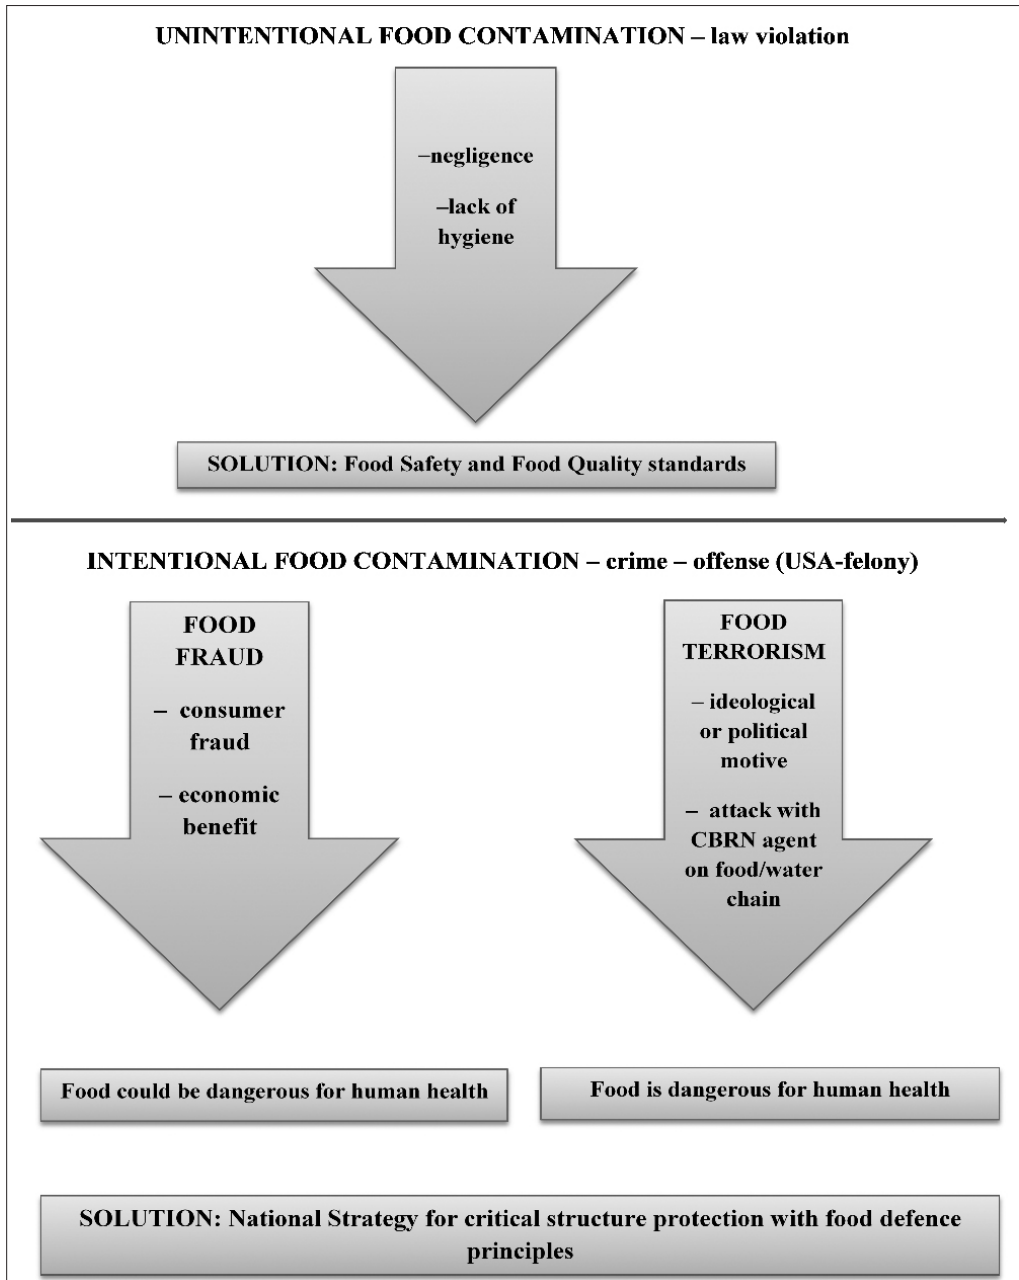 UNINTENTIONAL FOOD CONTAMINATION – law violation
–negligence
–lack of
hygiene
SOLUTION: Food Safety and Food Quality standards
INTENTIONAL FOOD CONTAMINATION – crime – offense (USA-felony)
FOOD
FRAUD
– consumer
fraud
– economic
benefit
FOOD
TERRORISM
– ideological
or political
motive
– attack with
CBRN agent
on food/water
chain
Food could be dangerous for human health
Food is dangerous for human health
SOLUTION: National Strategy for critical structure protection with food defence
principles